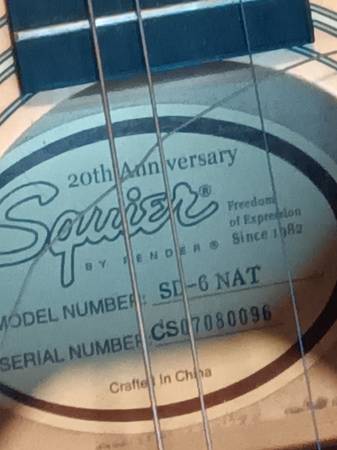 20th Anniversary
Squier®
Freedom
of Expression
Since 1982
BY FENDER ®
MODEL NUMBER: SD-6 NAT
SERIAL NUMBER CS07080096
Crafted In China